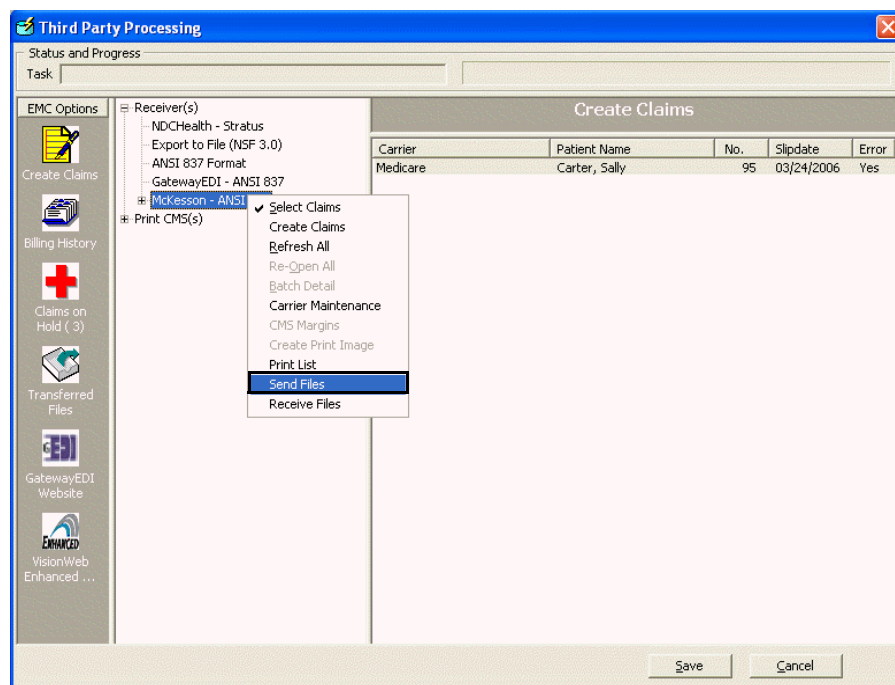 Third Party Processing
Status and Progress
Task
EMC Options
Create Claims
Billing History
Claims on
Hold ( 3)
Transferred
Files
GEDI
GatewayEDI
Website
ENHANCED
VisionWeb
Enhanced ...
Receiver(s)
NDCHealth - Stratus
Export to File (NSF 3.0)
ANSI 837 Format
GatewayEDI - ANSI 837
McKesson - ANSI
Print CMS(s)
Select Claims
Create Claims
Refresh All
Re-Open All
Batch Detail
Carrier Maintenance
CMS Margins
Create Print Image
Print List
Send Files
Receive Files
Create Claims
Carrier Patient Name No. Slipdate Error
Medicare Carter, Sally 95 03/24/2006 Yes
Save Cancel